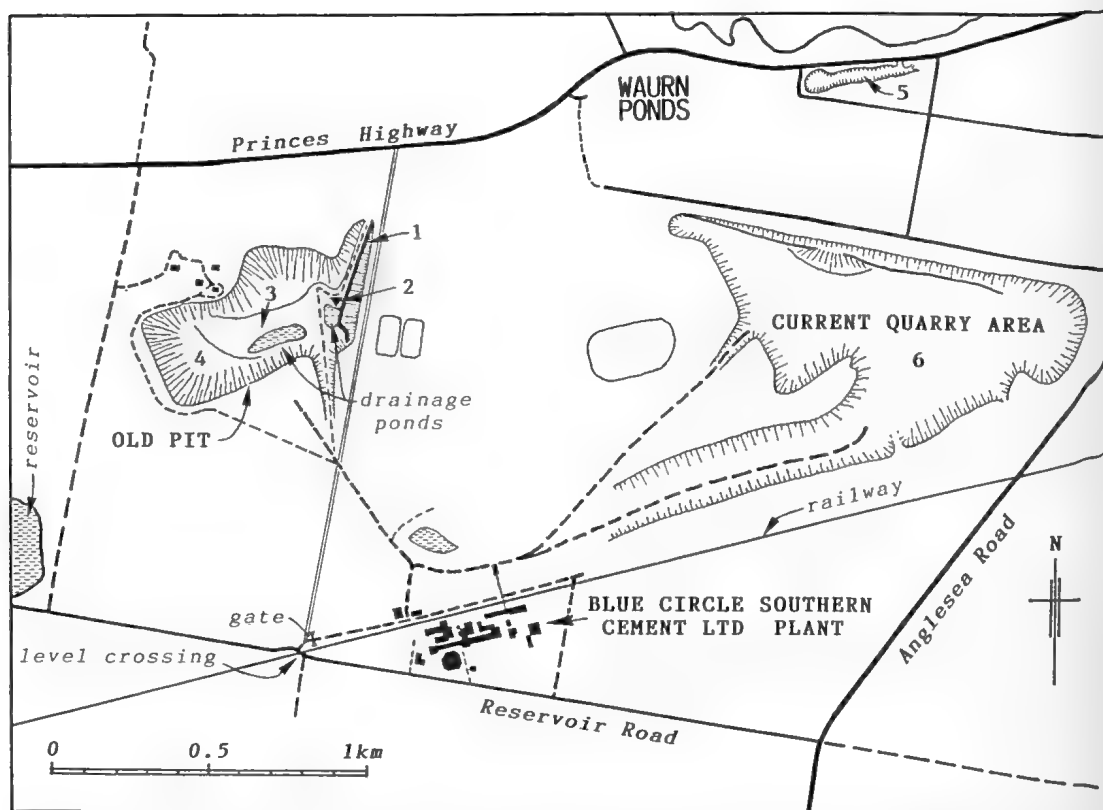 WAURN
PONDS
5
Princes Highway
1
2
3
CURRENT QUARRY AREA
4
6
drainage
ponds
OLD PIT
reservoir
railway
N
BLUE CIRCLE SOUTHERN
CEMENT LTD PLANT
gate
Anglesea Road
level crossing
Reservoir Road
0 0.5 1km